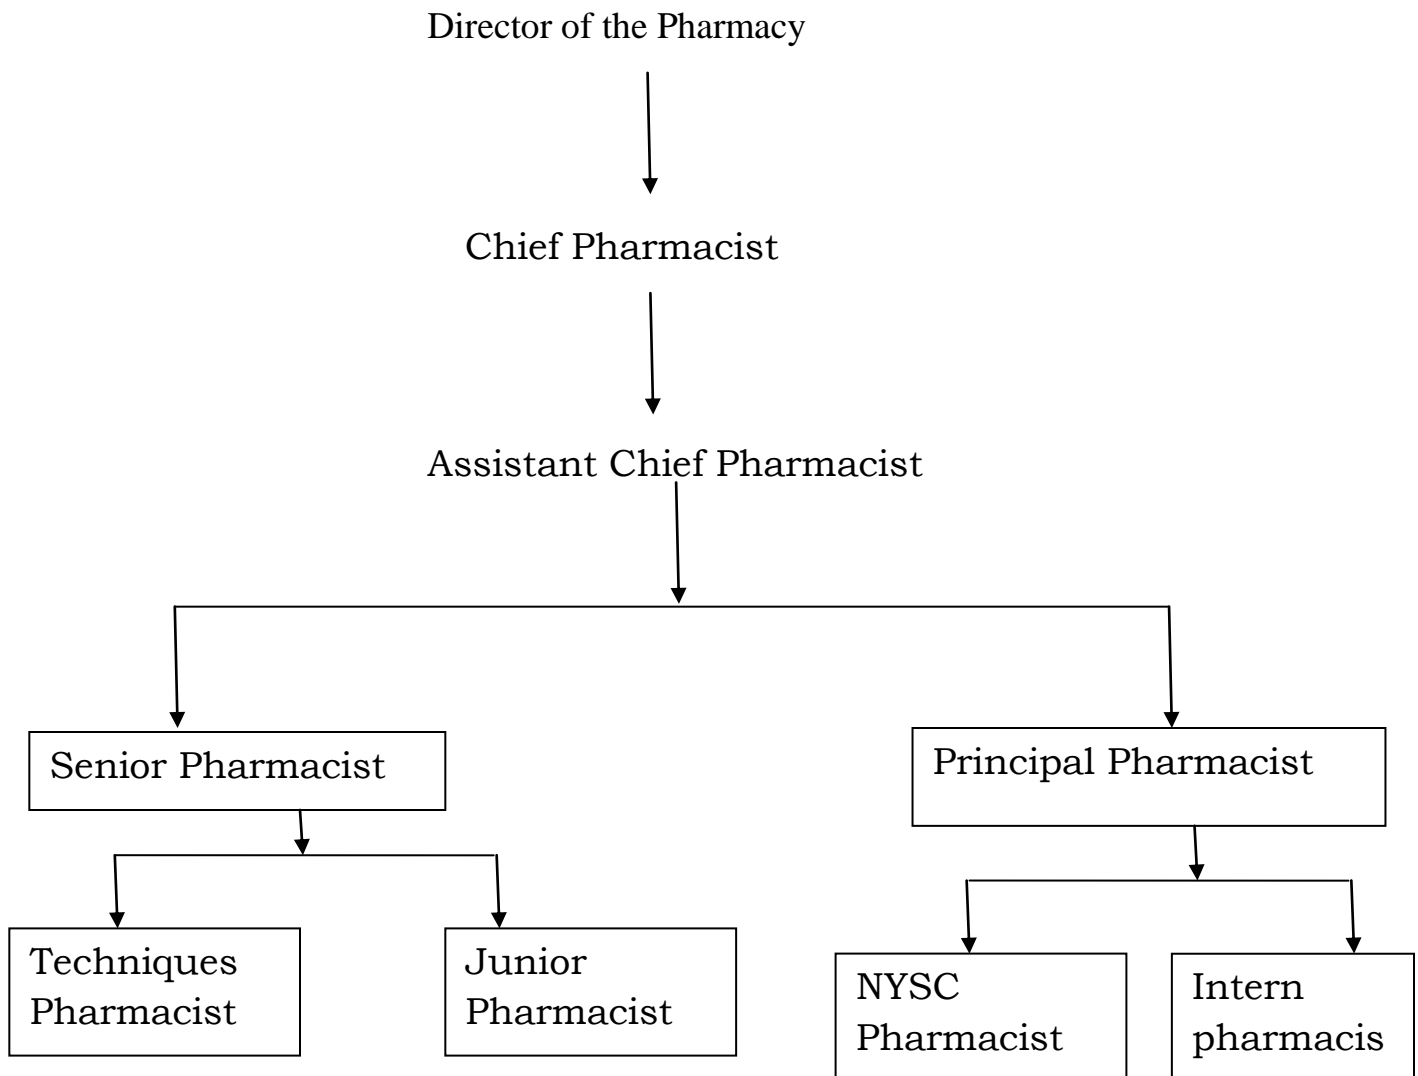 Director of the Pharmacy
Chief Pharmacist
Assistant Chief Pharmacist
Senior Pharmacist
Principal Pharmacist
Techniques
Pharmacist
Junior
Pharmacist
NYSC
Pharmacist
Intern
pharmacis